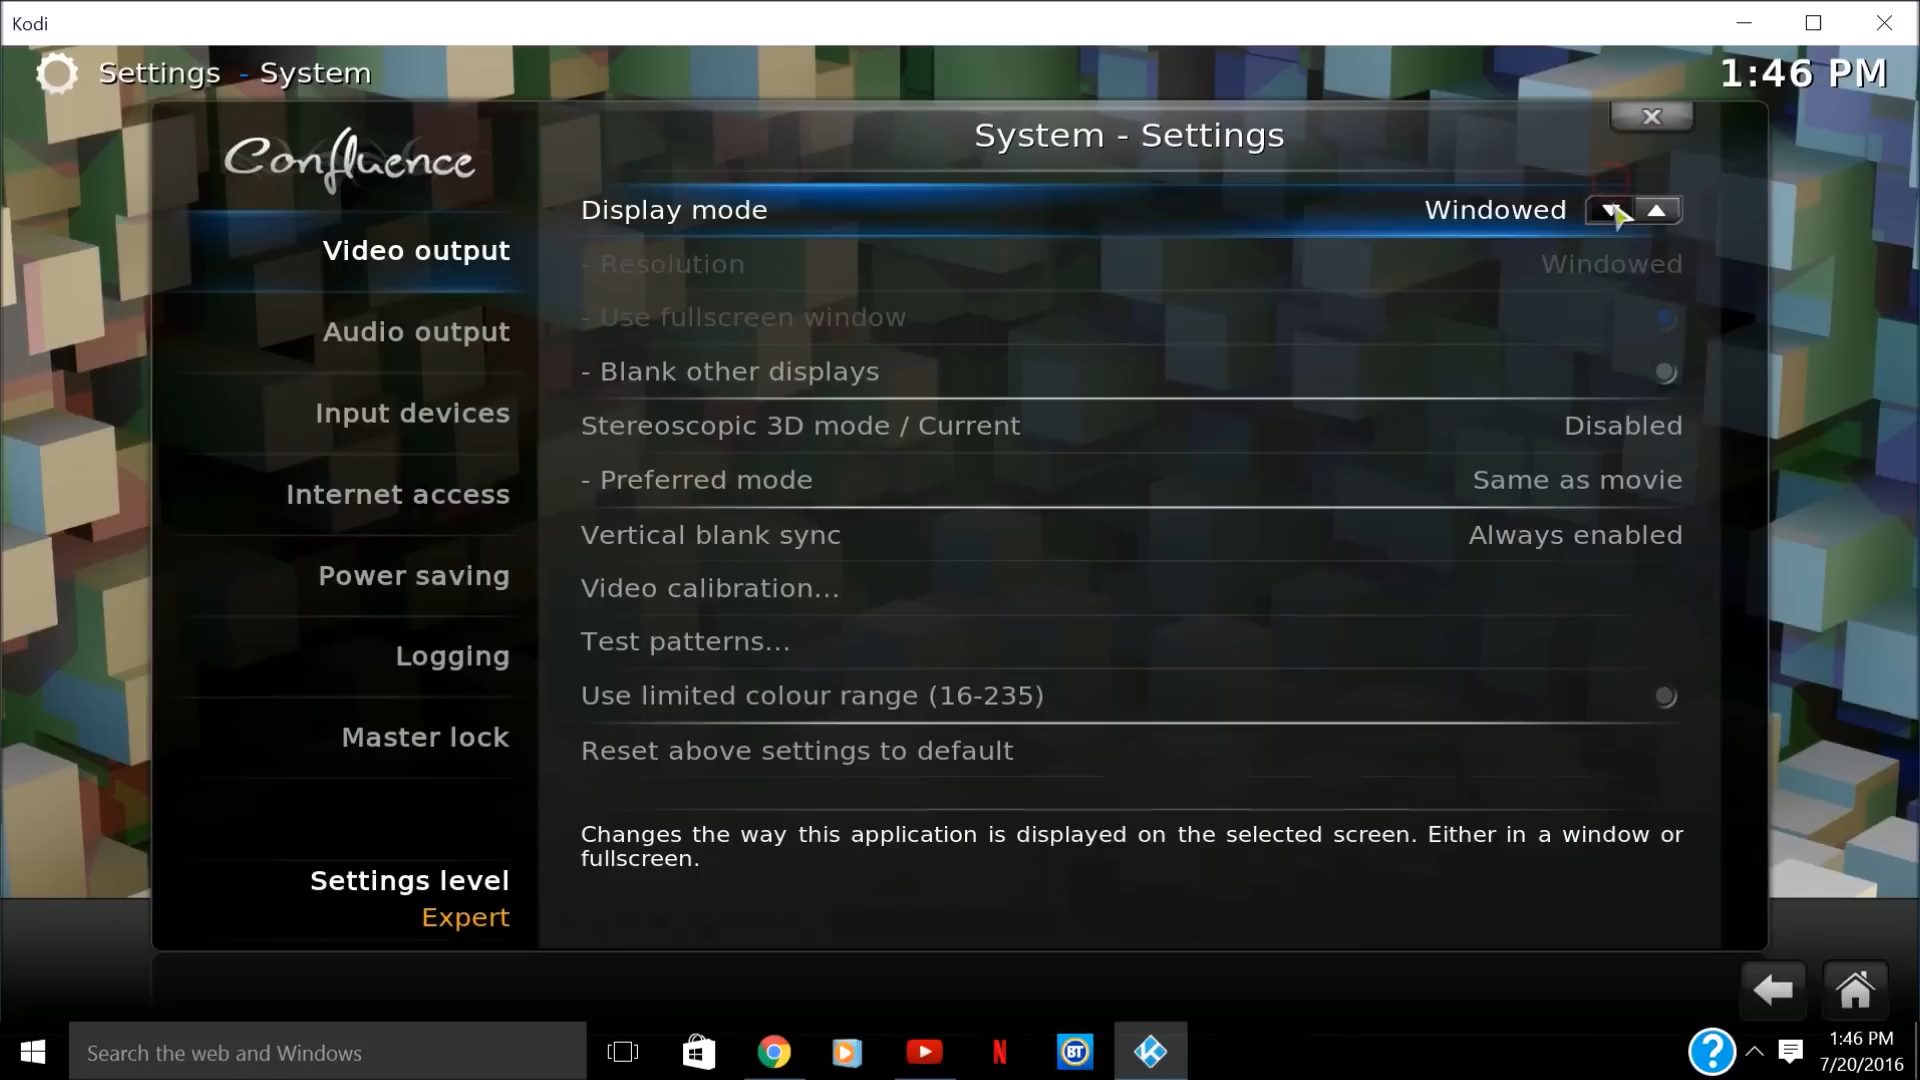 Kodi
Settings - System
1:46 PM
Confluence
System - Settings
X
Video output
Audio output
Input devices
Internet access
Power saving
Logging
Master lock
Settings level
Expert
Display mode Windowed
- Resolution Windowed
- Use fullscreen window
- Blank other displays
Stereoscopic 3D mode / Current Disabled
- Preferred mode Same as movie
Vertical blank sync Always enabled
Video calibration...
Test patterns...
Use limited colour range (16-235)
Reset above settings to default
Changes the way this application is displayed on the selected screen. Either in a window or
fullscreen.
Search the web and Windows
N
BT
?
1:46 PM
7/20/2016